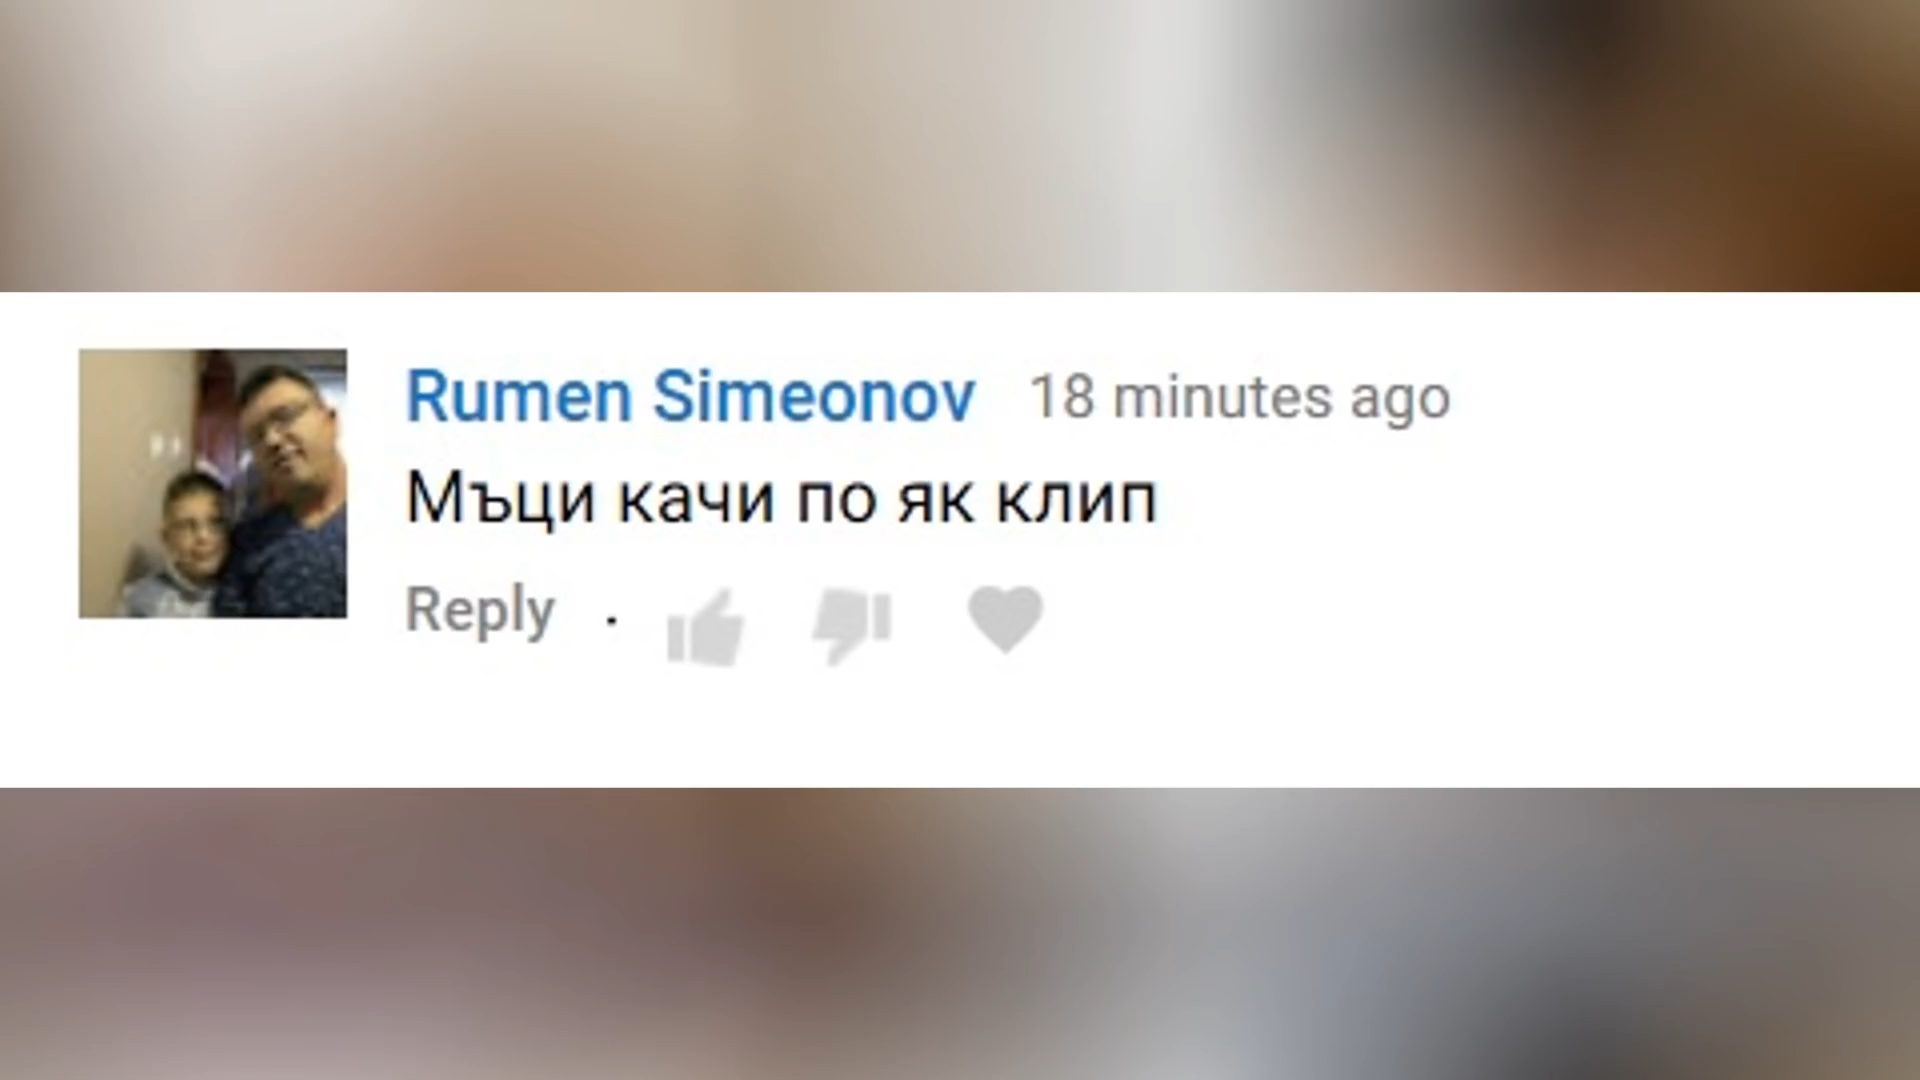 Rumen Simeonov 18 minutes ago
Мъци качи по як клип
Reply .